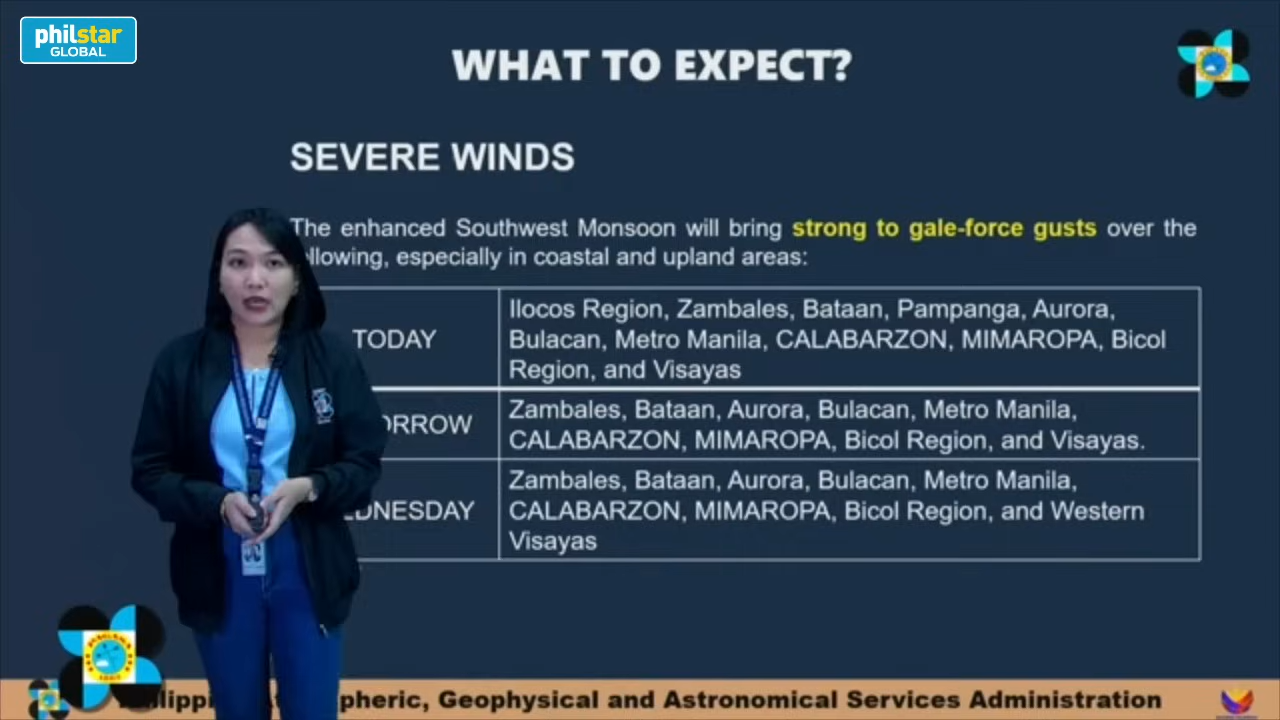 philstar
GLOBAL
WHAT TO EXPECT?
SEVERE WINDS
The enhanced Southwest Monsoon will bring strong to gale-force gusts over the
following, especially in coastal and upland areas:
TODAY
Ilocos Region, Zambales, Bataan, Pampanga, Aurora,
Bulacan, Metro Manila, CALABARZON, MIMAROPA, Bicol
Region, and Visayas
ORROW
Zambales, Bataan, Aurora, Bulacan, Metro Manila,
CALABARZON, MIMAROPA, Bicol Region, and Visayas.
EDNESDAY
Zambales, Bataan, Aurora, Bulacan, Metro Manila,
CALABARZON, MIMAROPA, Bicol Region, and Western
Visayas
Geophysical and Astronomical Services Administration